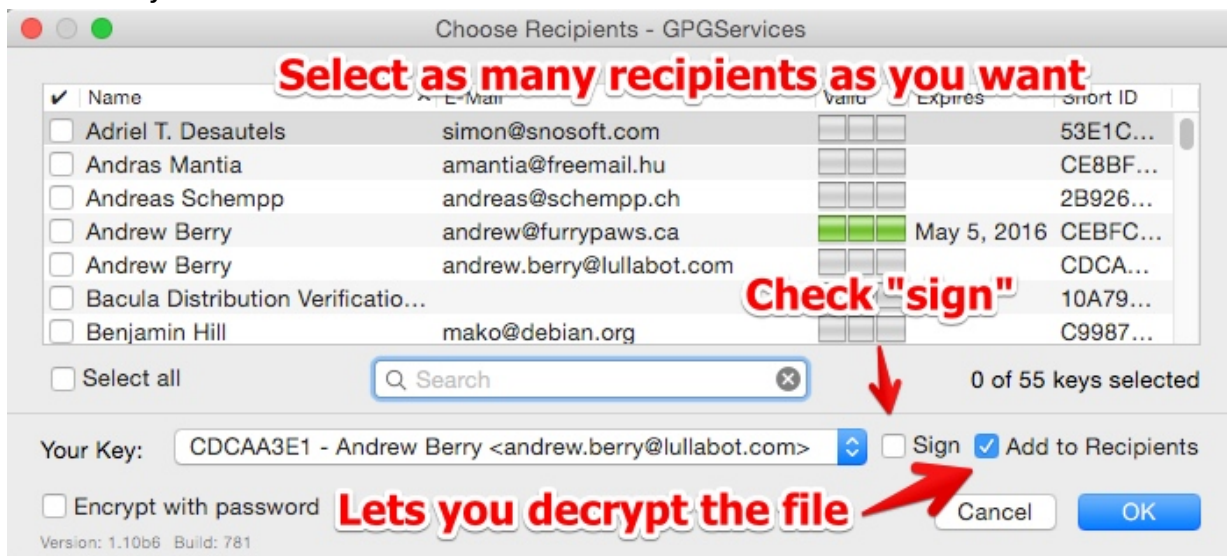 Choose Recipients - GPGServices
Select as many recipients as you want
✔ Name E-Mail Valid Expires Short ID
Adriel T. Desautels simon@snosoft.com 53E1C...
Andras Mantia amantia@freemail.hu CE8BF...
Andreas Schempp andreas@schempp.ch 2B926...
Andrew Berry andrew@furrypaws.ca May 5, 2016 CEBFC...
Andrew Berry andrew.berry@lullabot.com CDCA...
Bacula Distribution Verificatio... 10A79...
Check "sign"
Benjamin Hill mako@debian.org C9987...
Select all Search 0 of 55 keys selected
Your Key: CDCAA3E1 - Andrew Berry <andrew.berry@lullabot.com> Sign Add to Recipients
Encrypt with password Lets you decrypt the file Cancel OK
Version: 1.10b6 Build: 781